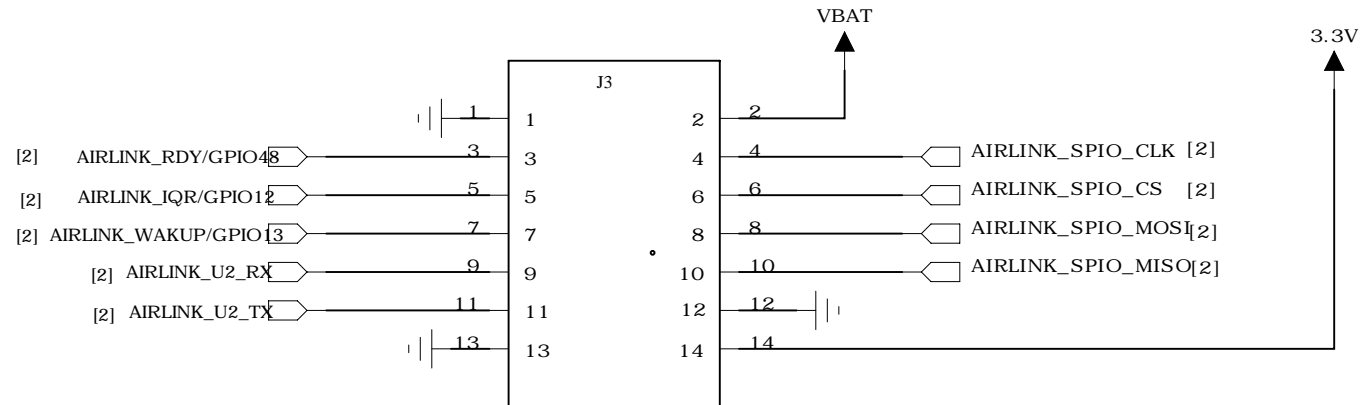 VBAT
3.3V
J3
1 1 2 2
[2] AIRLINK_RDY/GPIO48 3 3 4 4 AIRLINK_SPIO_CLK [2]
[2] AIRLINK_IQR/GPIO12 5 5 6 6 AIRLINK_SPIO_CS [2]
[2] AIRLINK_WAKUP/GPIO13 7 7 8 8 AIRLINK_SPIO_MOSI[2]
[2] AIRLINK_U2_RX 9 9 10 10 AIRLINK_SPIO_MISO[2]
[2] AIRLINK_U2_TX 11 11 12 12
13 13 14 14